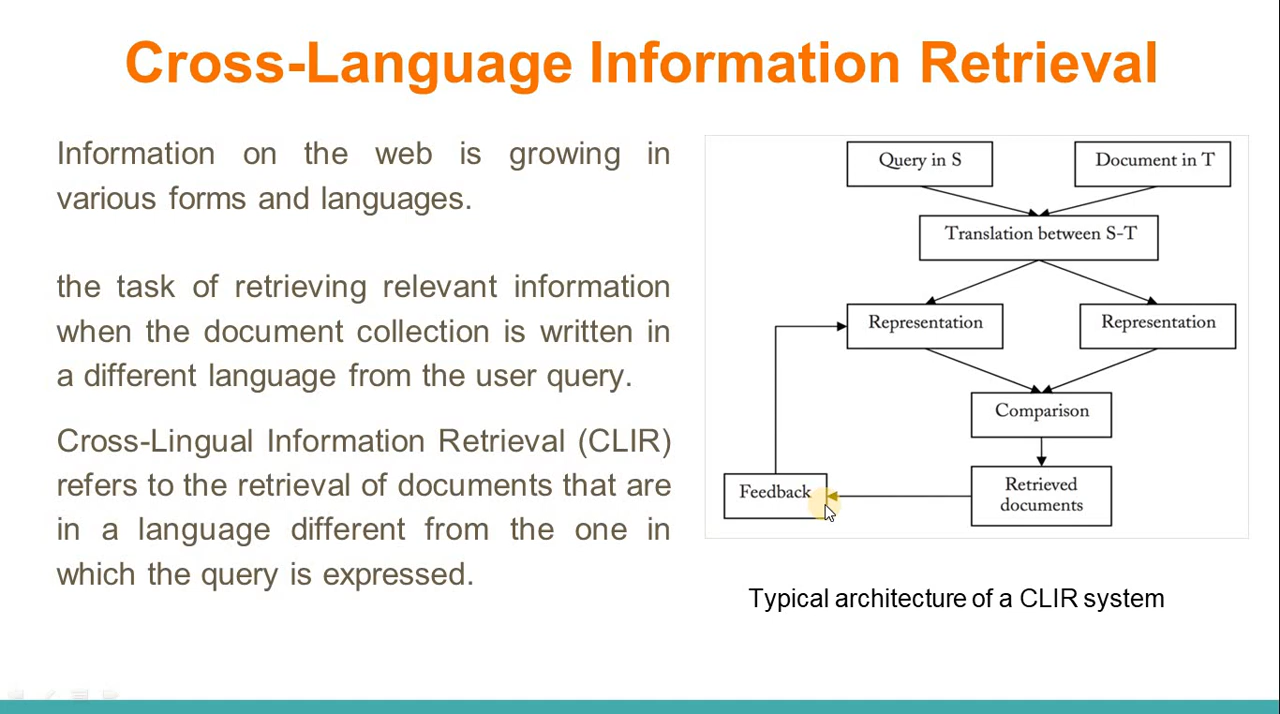 Cross-Language Information Retrieval
Information on the web is growing in
various forms and languages.
the task of retrieving relevant information
when the document collection is written in
a different language from the user query.
Cross-Lingual Information Retrieval (CLIR)
refers to the retrieval of documents that are
in a language different from the one in
which the query is expressed.
Query in S
Document in T
Translation between S-T
Representation
Representation
Comparison
Retrieved
documents
Feedback
Typical architecture of a CLIR system